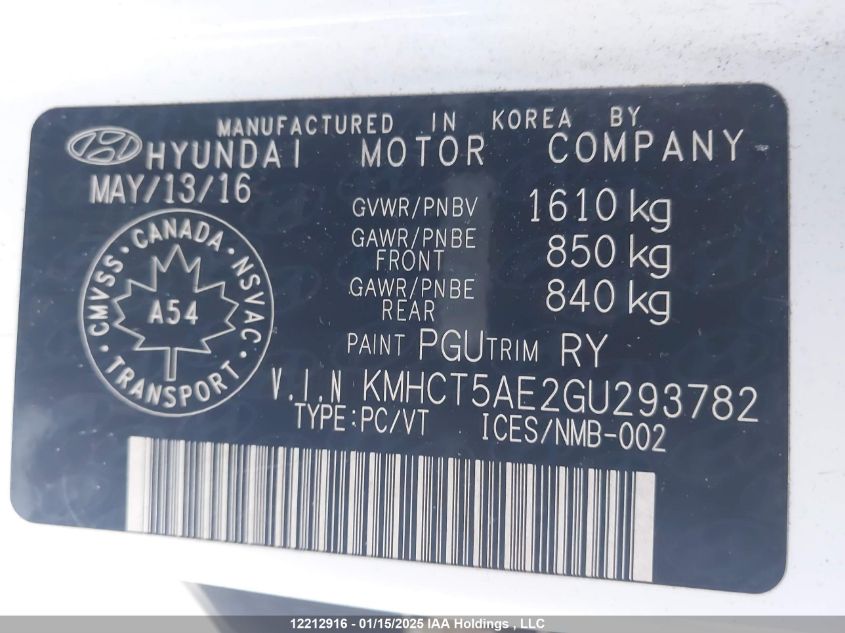 MANUFACTURED IN KOREA BY
HYUNDAI MOTOR COMPANY
MAY/13/16
GVWR/PNBV 1610 kg
GAWR/PNBE FRONT 850 kg
GAWR/PNBE REAR 840 kg
CMVSS · CANADA · NSVAC · TRANSPORT ·
A54
PAINT PGU TRIM RY
V.I.N KMHCT5AE2GU293782
TYPE:PC/VT ICES/NMB-002
12212916 - 01/15/2025 IAA Holdings , LLC